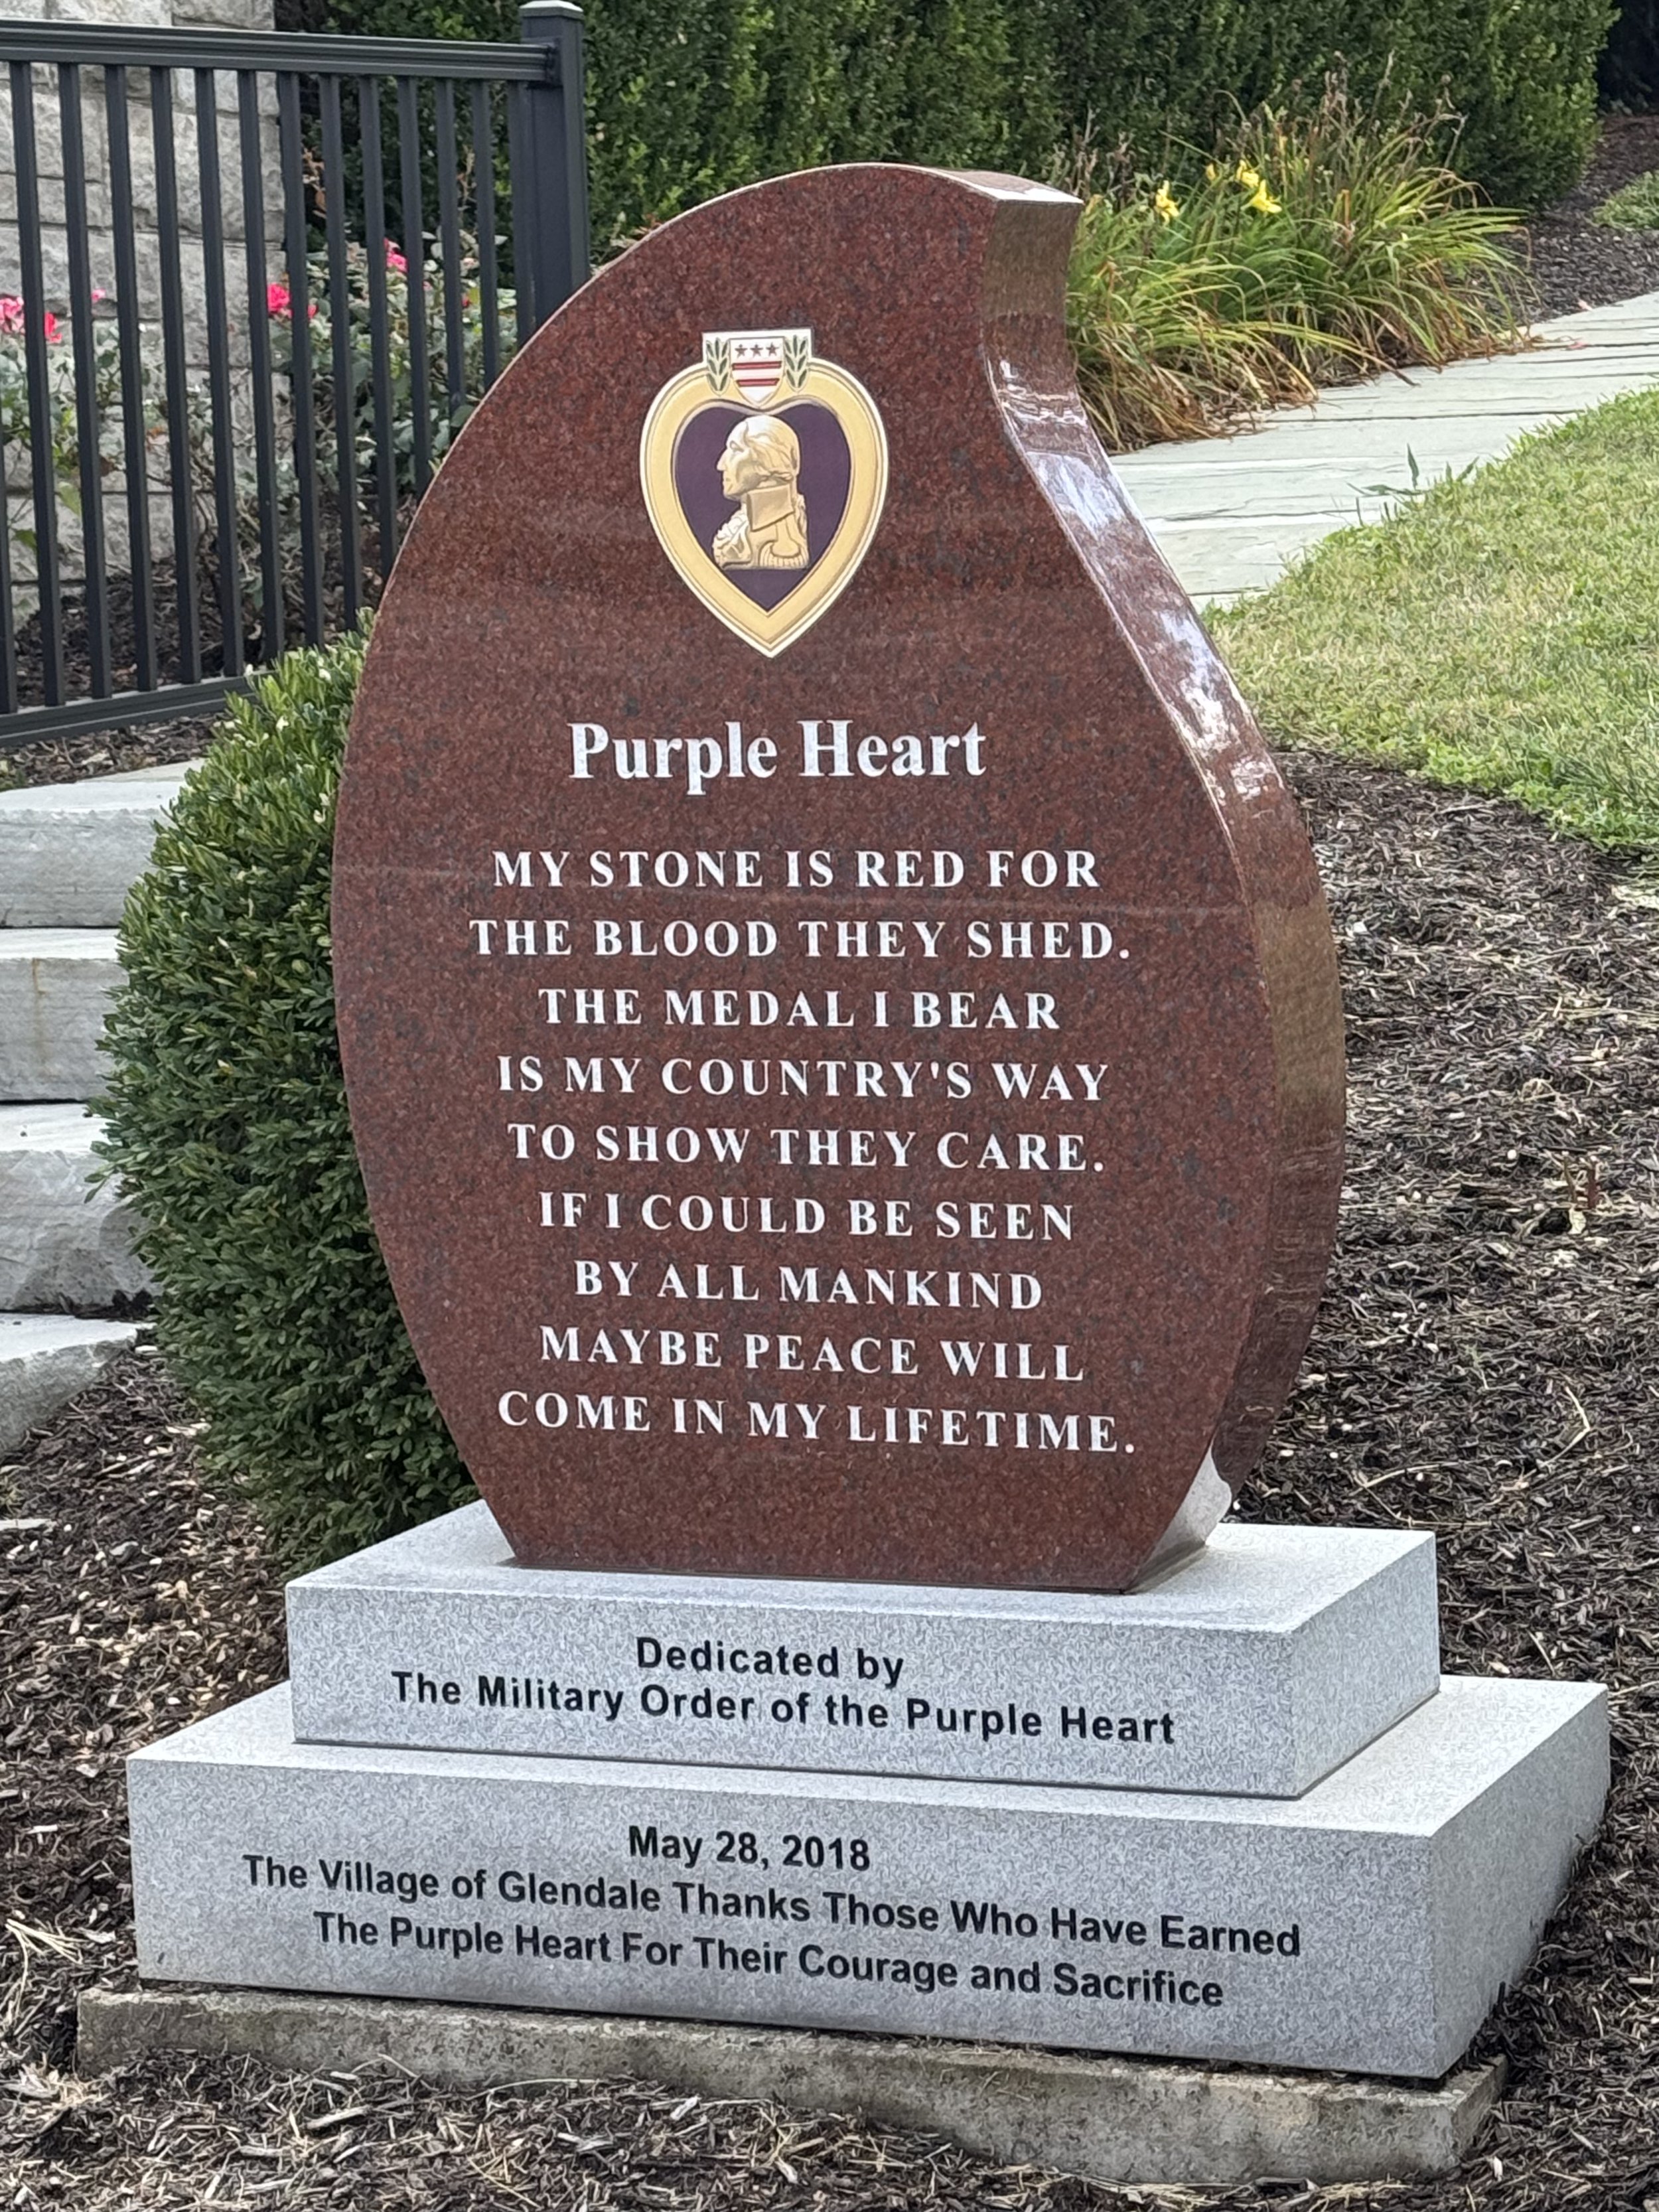 Purple Heart
MY STONE IS RED FOR
THE BLOOD THEY SHED.
THE MEDAL I BEAR
IS MY COUNTRY'S WAY
TO SHOW THEY CARE.
IF I COULD BE SEEN
BY ALL MANKIND
MAYBE PEACE WILL
COME IN MY LIFETIME.
Dedicated by
The Military Order of the Purple Heart
May 28, 2018
The Village of Glendale Thanks Those Who Have Earned
The Purple Heart For Their Courage and Sacrifice